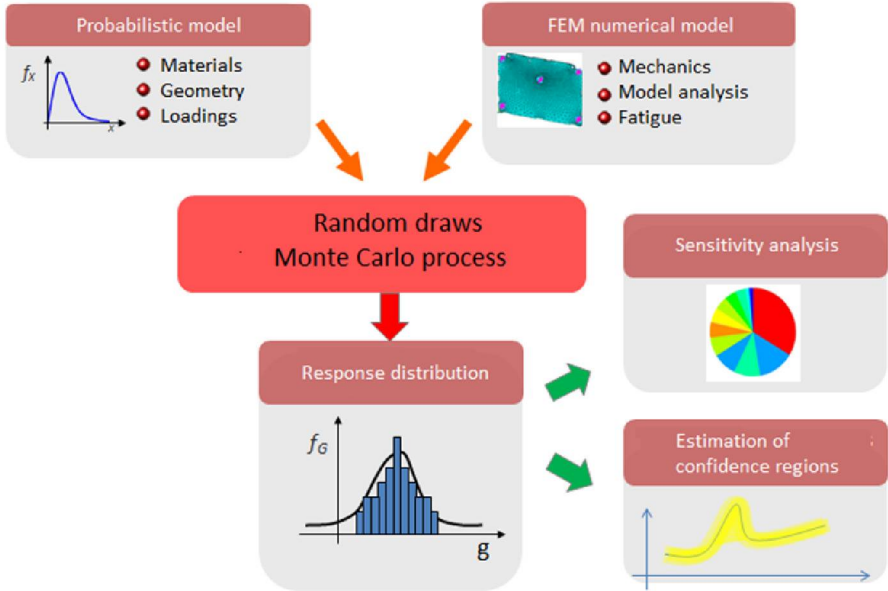 Probabilistic model
fX
x
Materials
Geometry
Loadings
FEM numerical model
Mechanics
Model analysis
Fatigue
Random draws
Monte Carlo process
Sensitivity analysis
Response distribution
fG
g
Estimation of
confidence regions